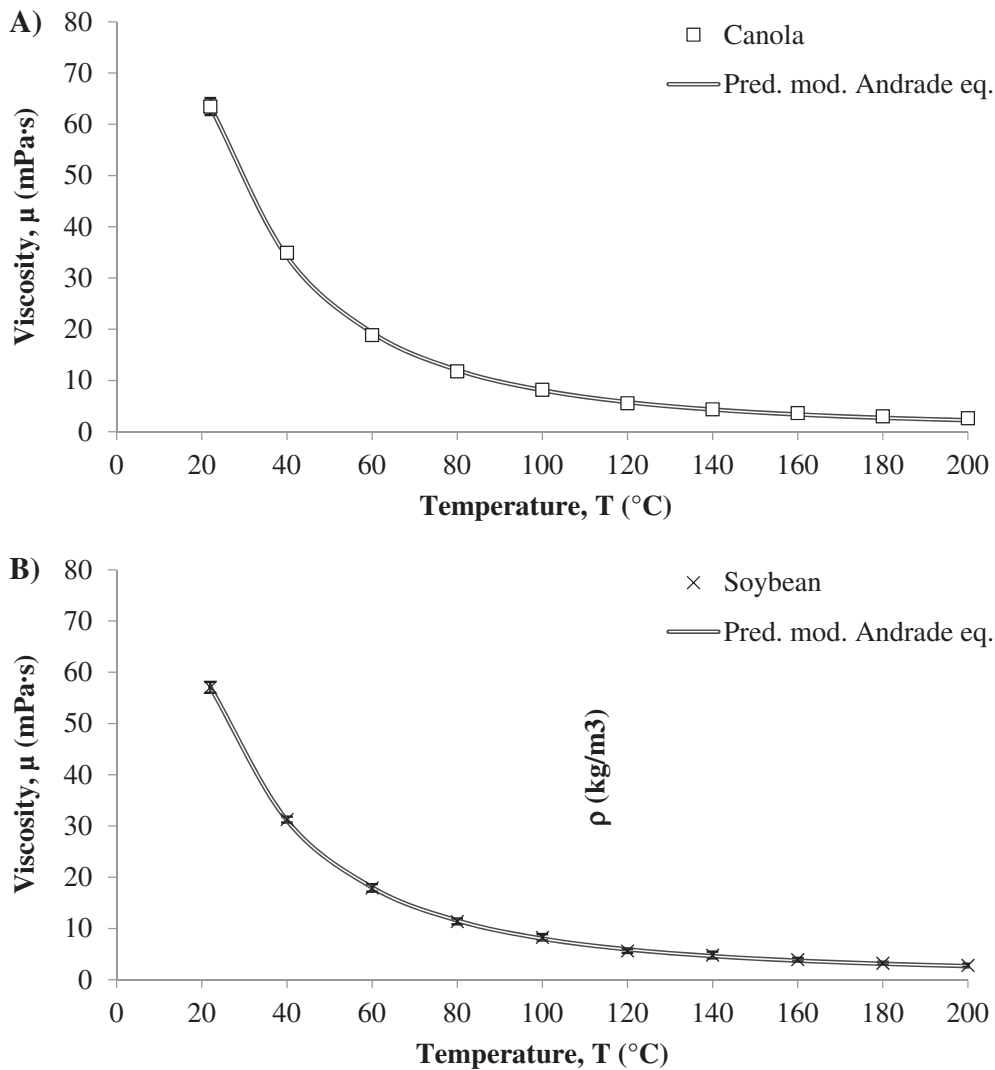 A)
80
70
60
50
40
30
20
10
0
Viscosity, μ (mPa·s)
Canola
Pred. mod. Andrade eq.
0 20 40 60 80 100 120 140 160 180 200
Temperature, T (°C)
B)
80
70
60
50
40
30
20
10
0
Viscosity, μ (mPa·s)
Soybean
Pred. mod. Andrade eq.
ρ (kg/m3)
0 20 40 60 80 100 120 140 160 180 200
Temperature, T (°C)